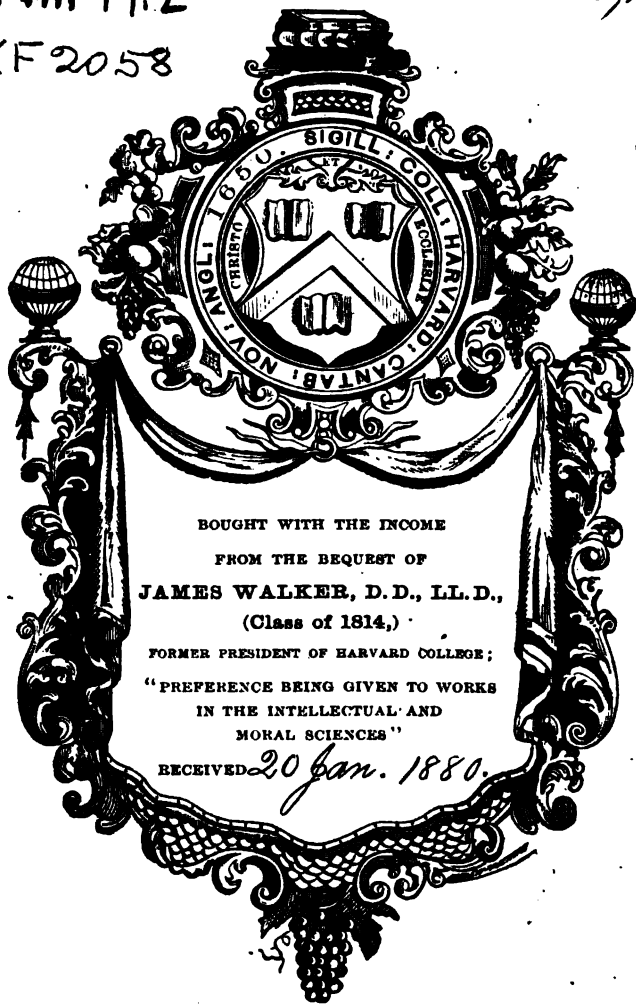 KF 2058
SIGILL: COLL: HARVARD: CANTAB: NOV: ANGL: 1650.
ET
CHRISTO
ECCLESIAE
BOUGHT WITH THE INCOME
FROM THE BEQUEST OF
JAMES WALKER, D.D., LL.D.,
(Class of 1814,)
FORMER PRESIDENT OF HARVARD COLLEGE;
"PREFERENCE BEING GIVEN TO WORKS
IN THE INTELLECTUAL AND
MORAL SCIENCES"
RECEIVED 20 Jan. 1880.